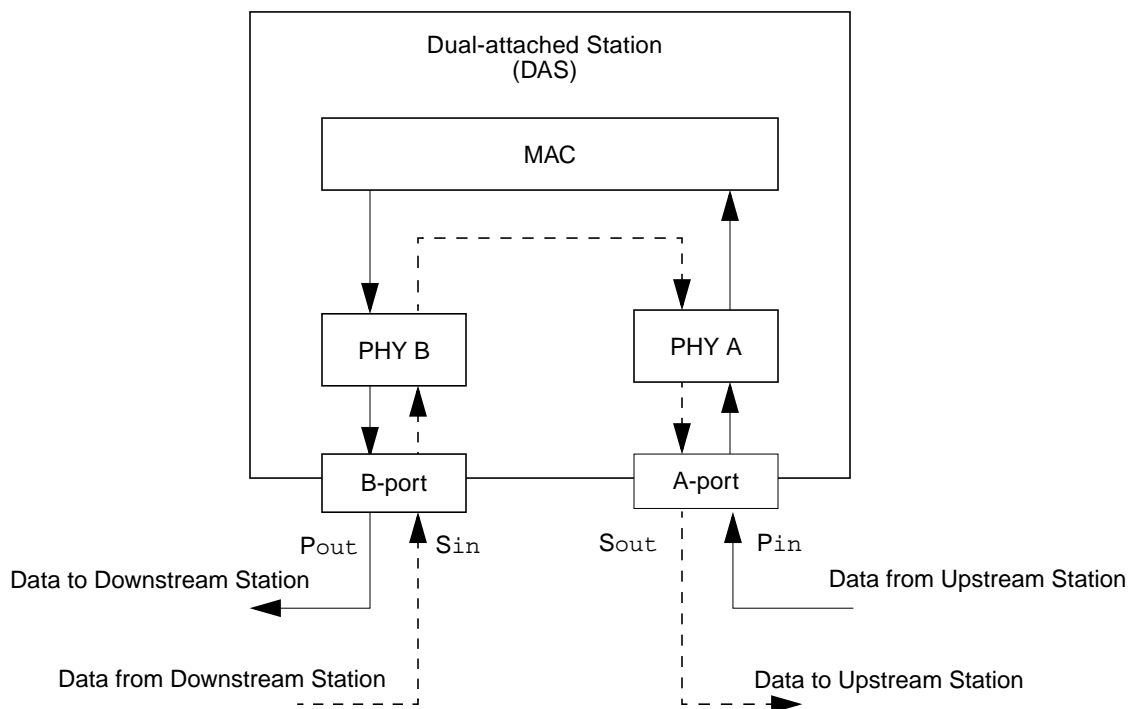 Dual-attached Station
(DAS)
MAC
PHY B
PHY A
B-port
A-port
Pout
Sin
Sout
Pin
Data to Downstream Station
Data from Upstream Station
Data from Downstream Station
Data to Upstream Station